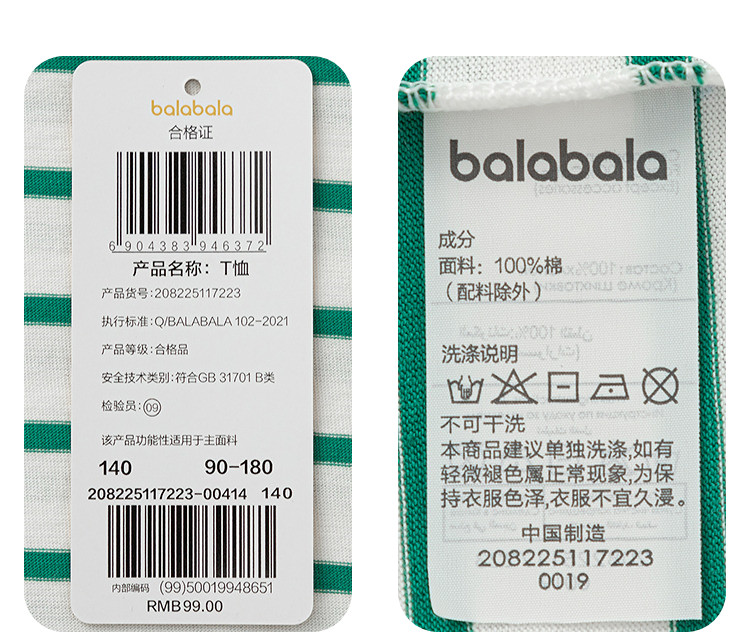 balabala
合格证
6 904383 946372
产品名称：T恤
产品货号:208225117223
执行标准:Q/BALABALA 102-2021
产品等级:合格品
安全技术类别:符合GB 31701 B类
检验员:09
该产品功能性适用于主面料
140 90-180
208225117223-00414 140
内部编码 (99)50019948651
RMB99.00
balabala
成分
面料：100%棉
（配料除外）
洗涤说明
不可干洗
本商品建议单独洗涤,如有
轻微褪色属正常现象,为保
持衣服色泽,衣服不宜久浸。
中国制造
208225117223
0019